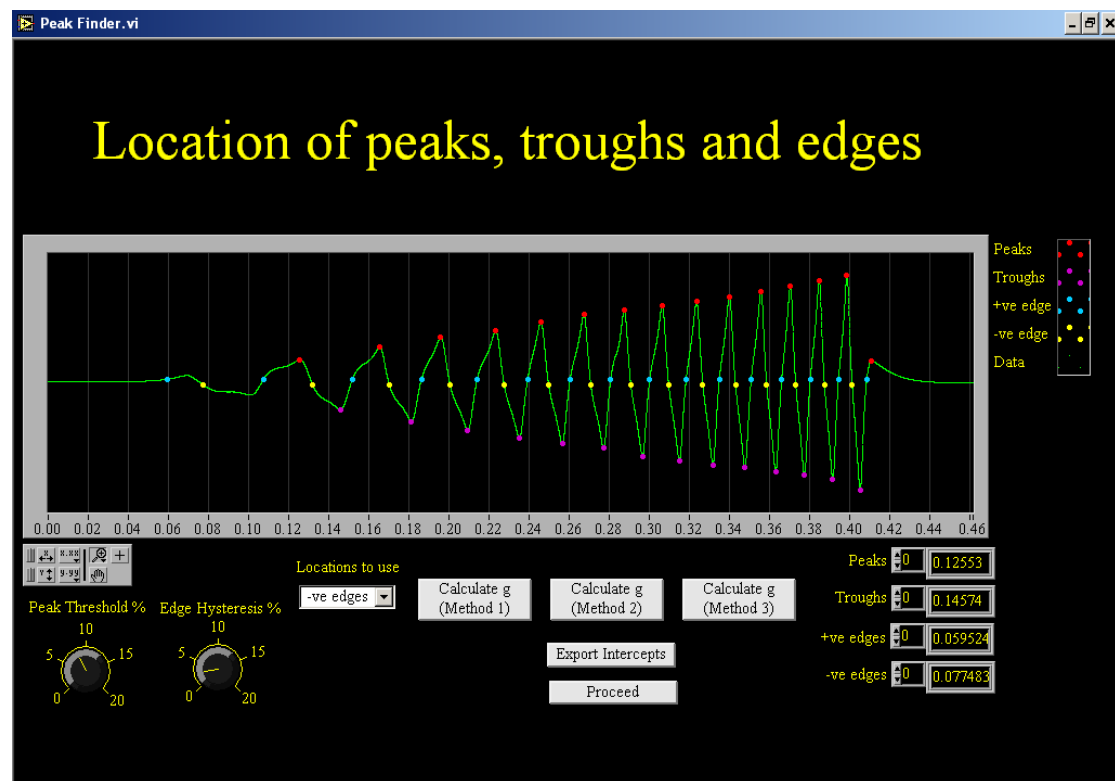 Peak Finder.vi
Location of peaks, troughs and edges
Peaks
Troughs
+ve edge
-ve edge
Data
0.00 0.02 0.04 0.06 0.08 0.10 0.12 0.14 0.16 0.18 0.20 0.22 0.24 0.26 0.28 0.30 0.32 0.34 0.36 0.38 0.40 0.42 0.44 0.46
X X.XX
Y Y.YY
Locations to use
-ve edges
Calculate g
(Method 1)
Calculate g
(Method 2)
Calculate g
(Method 3)
Export Intercepts
Proceed
Peak Threshold %
0 5 10 15 20
Edge Hysteresis %
0 5 10 15 20
Peaks 0 0.12553
Troughs 0 0.14574
+ve edges 0 0.059524
-ve edges 0 0.077483